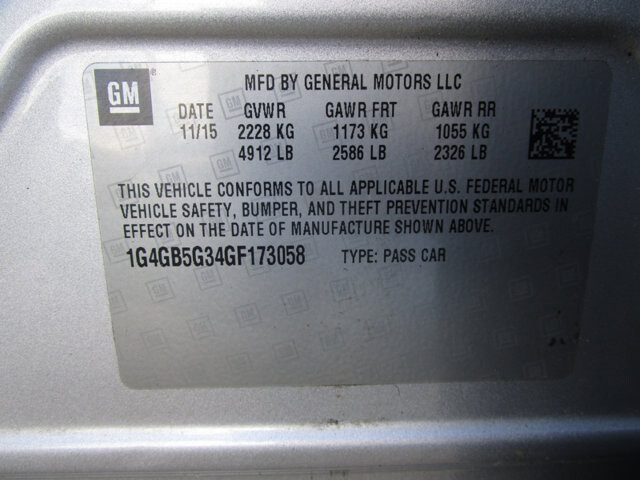 GM
MFD BY GENERAL MOTORS LLC
DATE GVWR GAWR FRT GAWR RR
11/15 2228 KG 1173 KG 1055 KG
4912 LB 2586 LB 2326 LB
THIS VEHICLE CONFORMS TO ALL APPLICABLE U.S. FEDERAL MOTOR
VEHICLE SAFETY, BUMPER, AND THEFT PREVENTION STANDARDS IN
EFFECT ON THE DATE OF MANUFACTURE SHOWN ABOVE.
1G4GB5G34GF173058 TYPE: PASS CAR